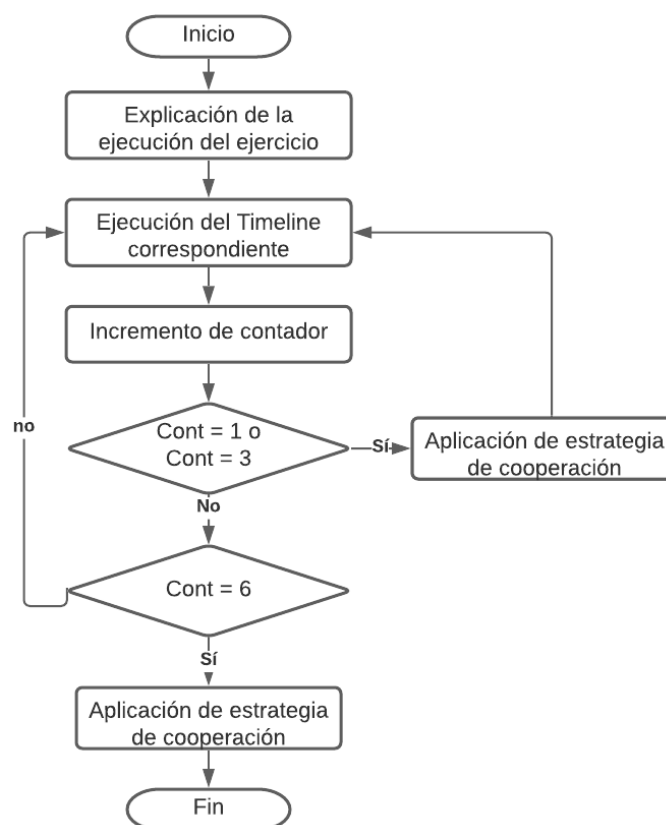 Inicio
Explicación de la
ejecución del ejercicio
Ejecución del Timeline
correspondiente
Incremento de contador
no
Cont = 1 o
Cont = 3
Sí
Aplicación de estrategia
de cooperación
No
Cont = 6
Sí
Aplicación de estrategia
de cooperación
Fin